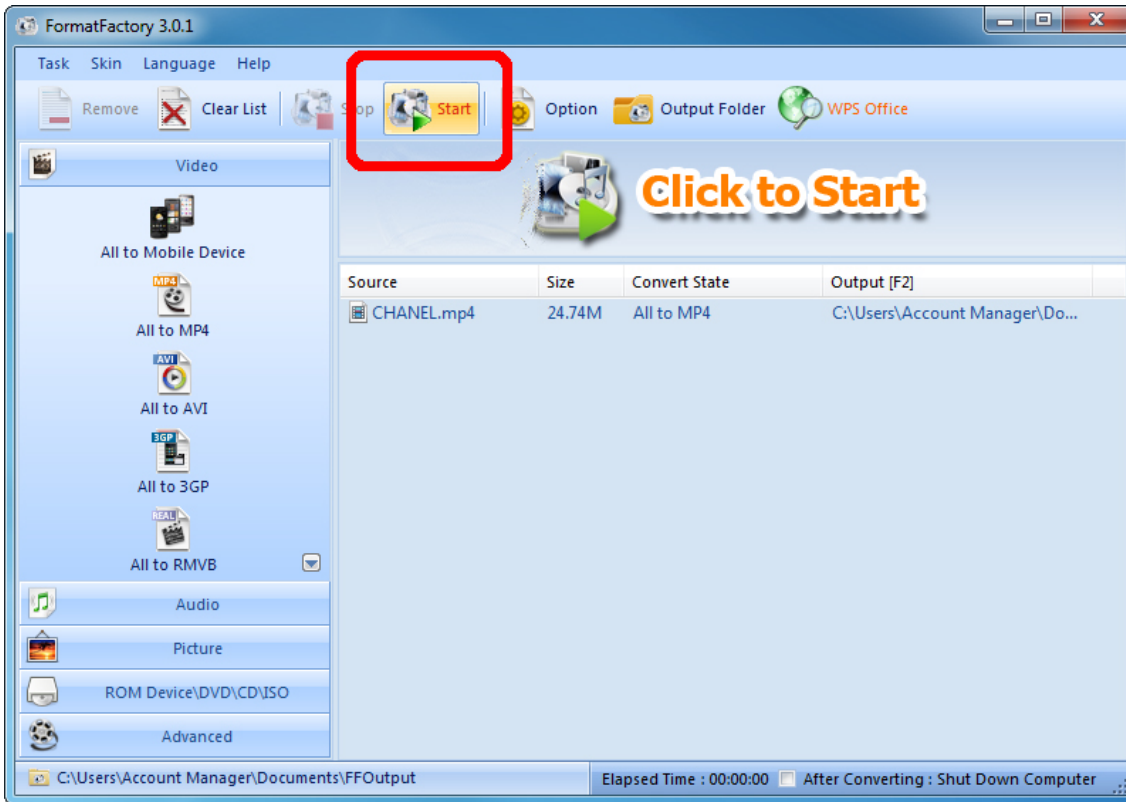 FormatFactory 3.0.1
Task Skin Language Help
Remove Clear List Stop Start Option Output Folder WPS Office
Video
Click to Start
All to Mobile Device
MP4
All to MP4
AVI
All to AVI
3GP
All to 3GP
REAL
All to RMVB
Audio
Picture
ROM Device\DVD\CD\ISO
Advanced
Source Size Convert State Output [F2]
CHANEL.mp4 24.74M All to MP4 C:\Users\Account Manager\Do...
C:\Users\Account Manager\Documents\FFOutput Elapsed Time : 00:00:00 After Converting : Shut Down Computer